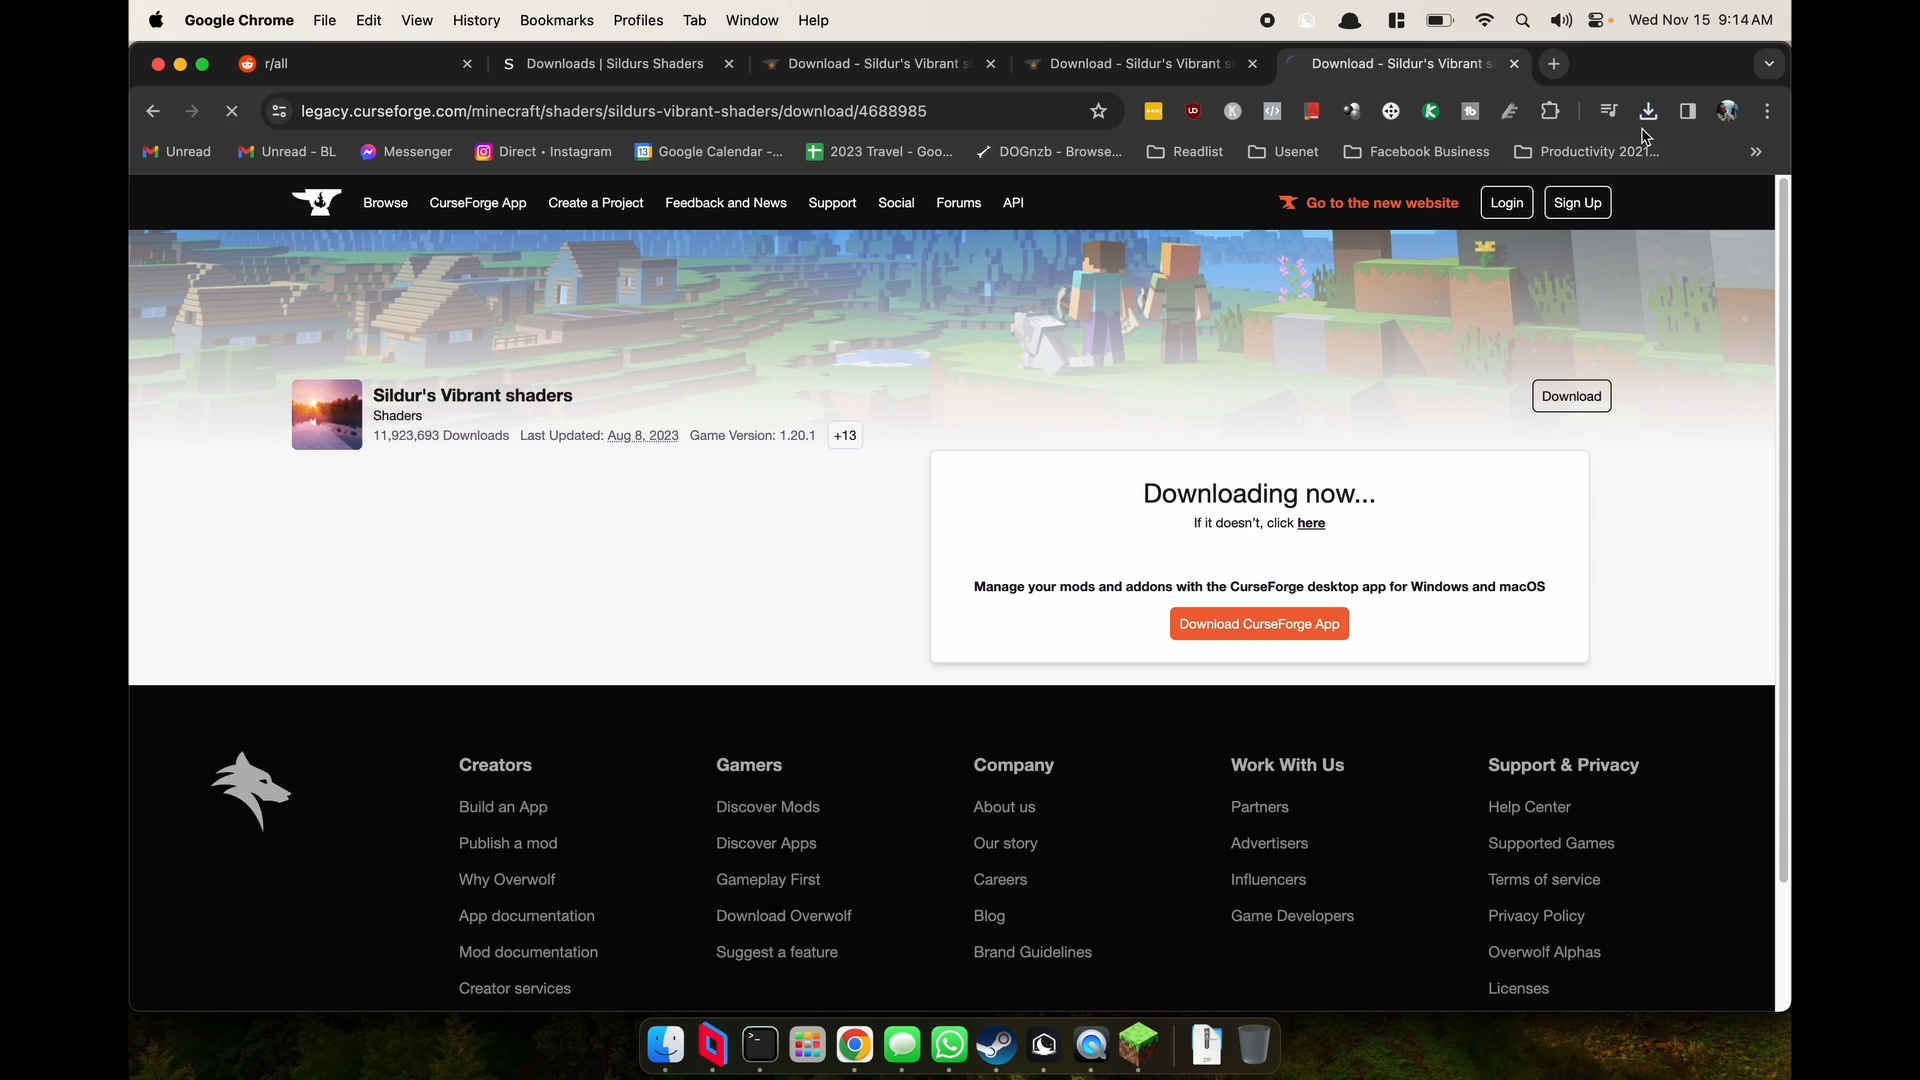 Google Chrome File Edit View History Bookmarks Profiles Tab Window Help Wed Nov 15 9:14 AM
r/all Downloads | Sildurs Shaders Download - Sildur's Vibrant s Download - Sildur's Vibrant s Download - Sildur's Vibrant s
legacy.curseforge.com/minecraft/shaders/sildurs-vibrant-shaders/download/4688985
Unread Unread - BL Messenger Direct • Instagram Google Calendar -... 2023 Travel - Goo... DOGnzb - Browse... Readlist Usenet Facebook Business Productivity 2021...
Browse CurseForge App Create a Project Feedback and News Support Social Forums API Go to the new website Login Sign Up
Sildur's Vibrant shaders
Download
Shaders
11,923,693 Downloads Last Updated: Aug 8, 2023 Game Version: 1.20.1 +13
Downloading now...
If it doesn't, click here
Manage your mods and addons with the CurseForge desktop app for Windows and macOS
Download CurseForge App
Creators Gamers Company Work With Us Support & Privacy
Build an App Discover Mods About us Partners Help Center
Publish a mod Discover Apps Our story Advertisers Supported Games
Why Overwolf Gameplay First Careers Influencers Terms of service
App documentation Download Overwolf Blog Game Developers Privacy Policy
Mod documentation Suggest a feature Brand Guidelines Overwolf Alphas
Creator services Licenses
ZIP